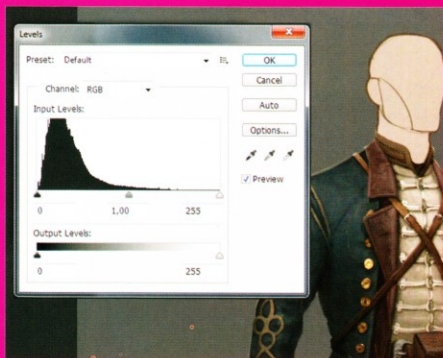 Levels
Preset: Default
OK
Cancel
Channel: RGB
Auto
Input Levels:
Options...
Preview
0 1,00 255
Output Levels:
0 255